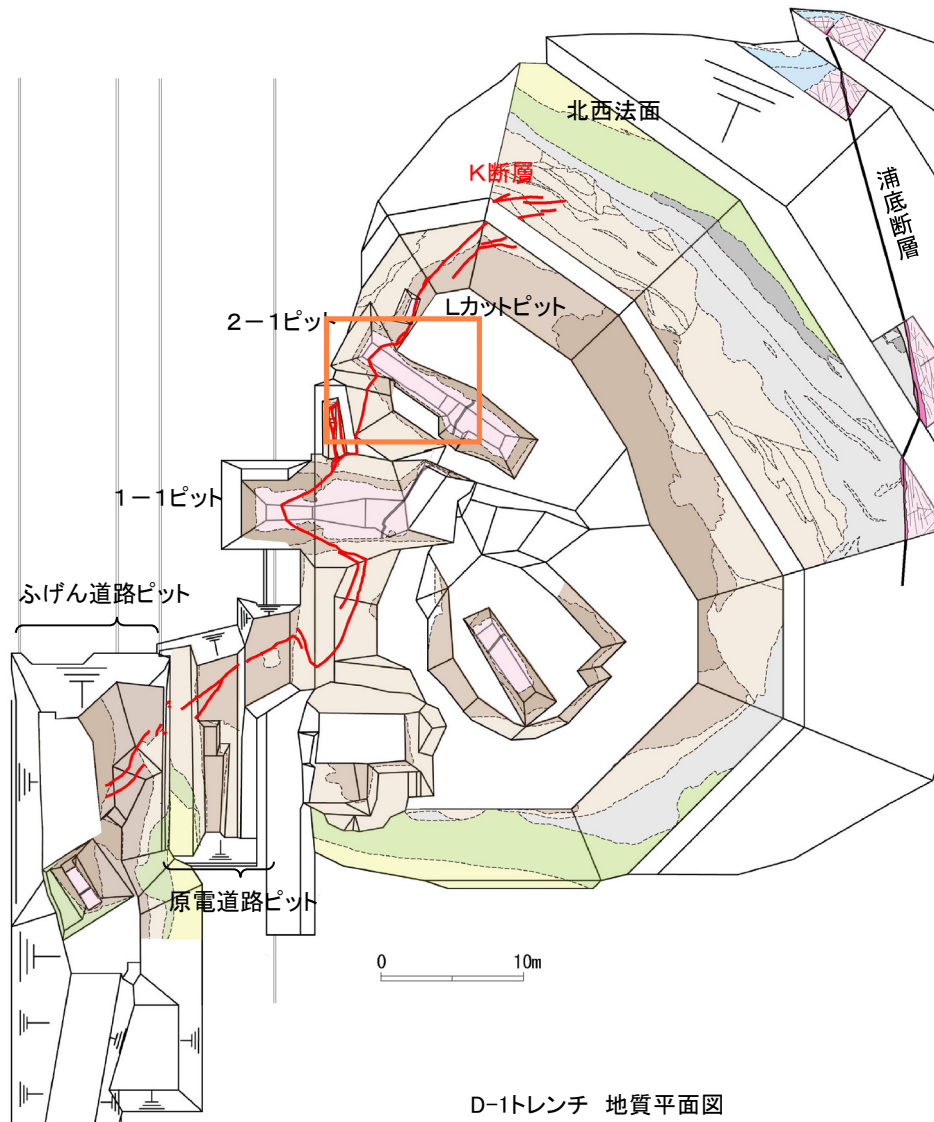 北西法面
K断層
浦底断層
2-1ピット
Lカットピット
1-1ピット
ふげん道路ピット
原電道路ピット
0 10m
D-1トレンチ 地質平面図